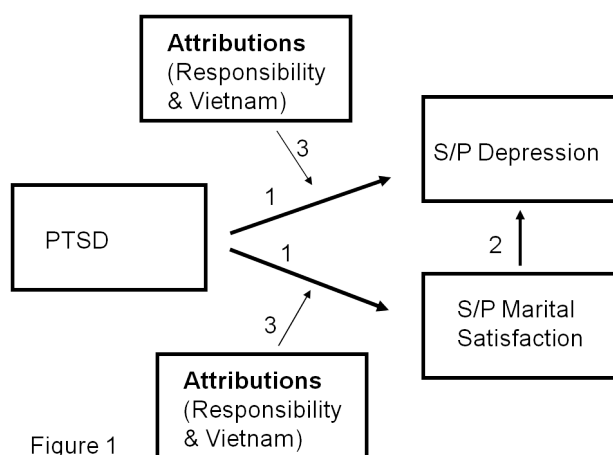 Attributions
(Responsibility
& Vietnam)
3
S/P Depression
1
PTSD
1
2
S/P Marital
Satisfaction
3
Attributions
(Responsibility
& Vietnam)
Figure 1